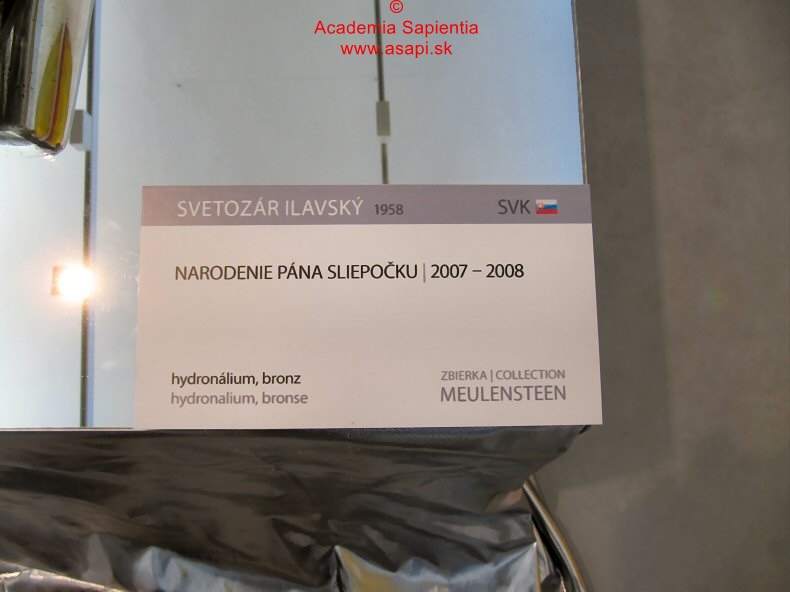 ©
Academia Sapientia
www.asapi.sk
SVETOZÁR ILAVSKÝ 1958 SVK
NARODENIE PÁNA SLIEPOČKU | 2007 – 2008
hydronálium, bronz
hydronalium, bronse
ZBIERKA | COLLECTION
MEULENSTEEN